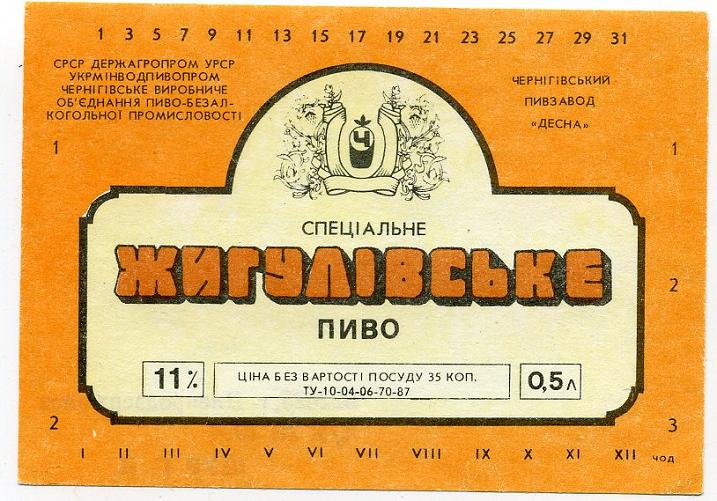 1 3 5 7 9 11 13 15 17 19 21 23 25 27 29 31
СРСР ДЕРЖАГРОПРОМ УРСР
УКРМІНВОДПИВОПРОМ
ЧЕРНІГІВСЬКЕ ВИРОБНИЧЕ
ОБ'ЄДНАННЯ ПИВО-БЕЗАЛ-
КОГОЛЬНОЇ ПРОМИСЛОВОСТІ
ЧЕРНІГІВСЬКИЙ
ПИВЗАВОД
«ДЕСНА»
1
1
Ч
СПЕЦІАЛЬНЕ
ЖИГУЛІВСЬКЕ
ПИВО
2
11%
ЦІНА БЕЗ ВАРТОСТІ ПОСУДУ 35 КОП.
ТУ-10-04-06-70-87
0,5л
2
3
I II III IV V VI VII VIII IX X XI XII чод